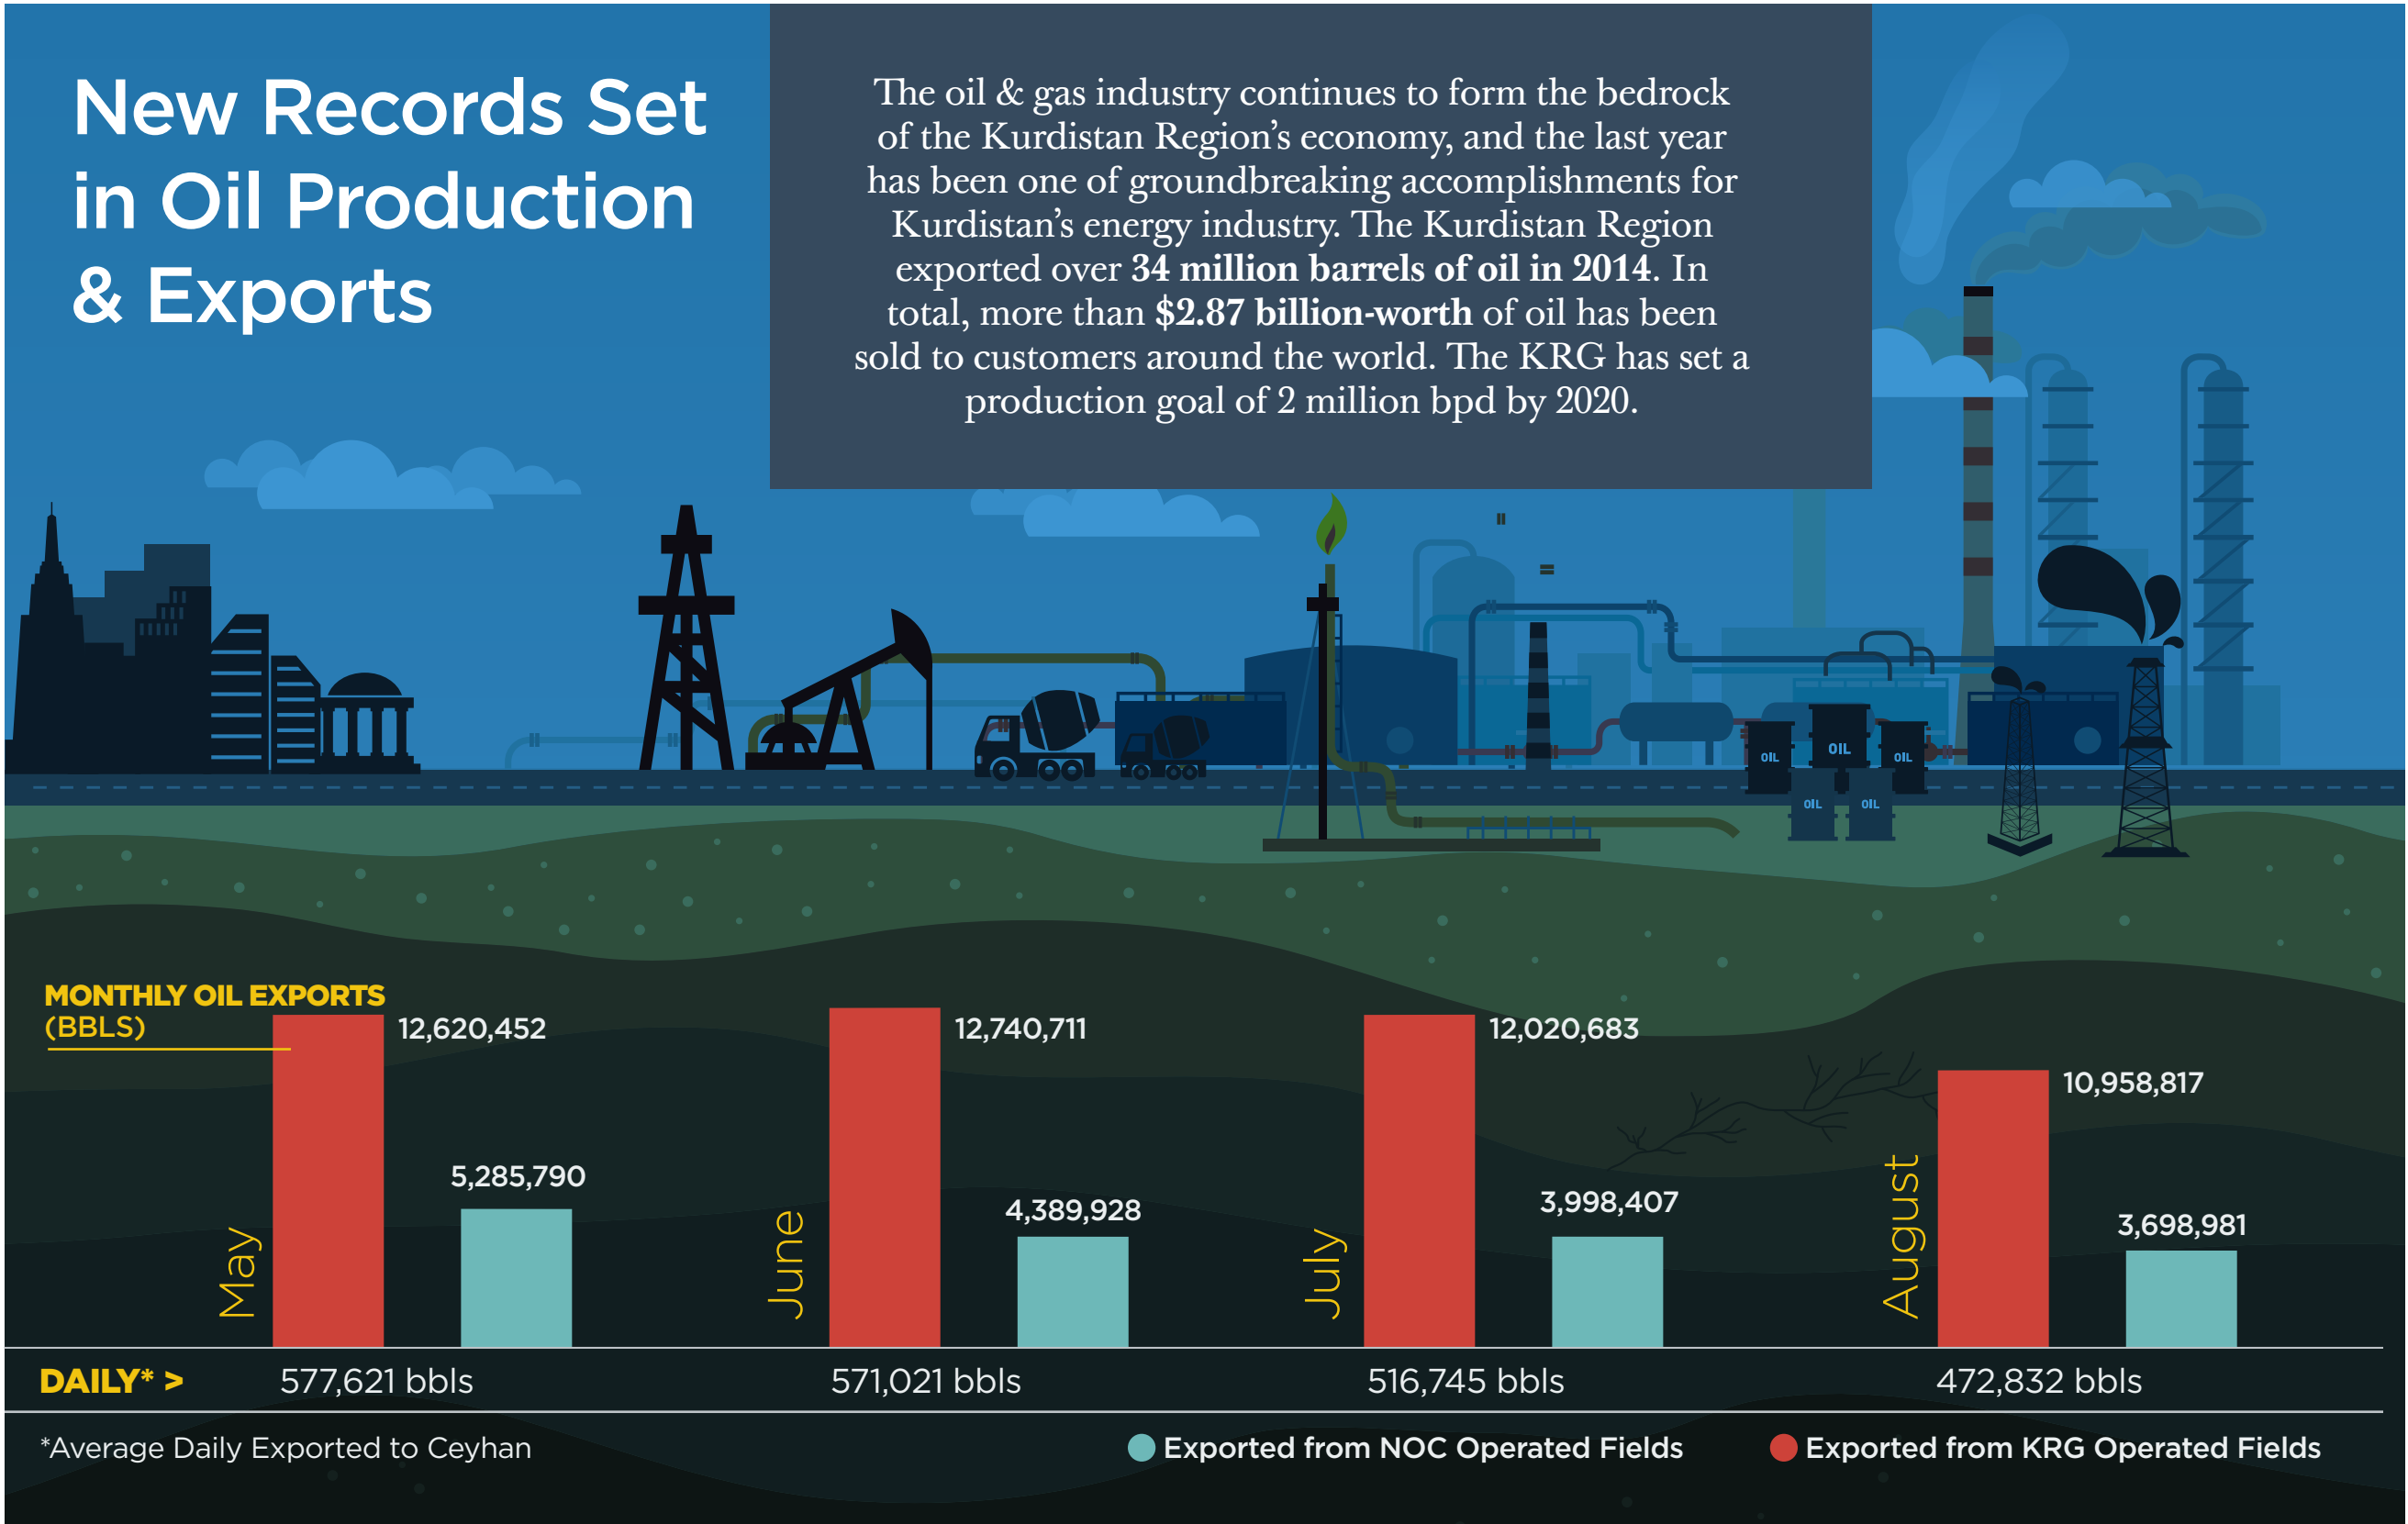 New Records Set
in Oil Production
& Exports
The oil & gas industry continues to form the bedrock
of the Kurdistan Region’s economy, and the last year
has been one of groundbreaking accomplishments for
Kurdistan’s energy industry. The Kurdistan Region
exported over 34 million barrels of oil in 2014. In
total, more than $2.87 billion-worth of oil has been
sold to customers around the world. The KRG has set a
production goal of 2 million bpd by 2020.
OIL
OIL
OIL
OIL
OIL
MONTHLY OIL EXPORTS
(BBLS)
May
12,620,452
5,285,790
June
12,740,711
4,389,928
July
12,020,683
3,998,407
August
10,958,817
3,698,981
DAILY* > 577,621 bbls 571,021 bbls 516,745 bbls 472,832 bbls
*Average Daily Exported to Ceyhan
Exported from NOC Operated Fields
Exported from KRG Operated Fields